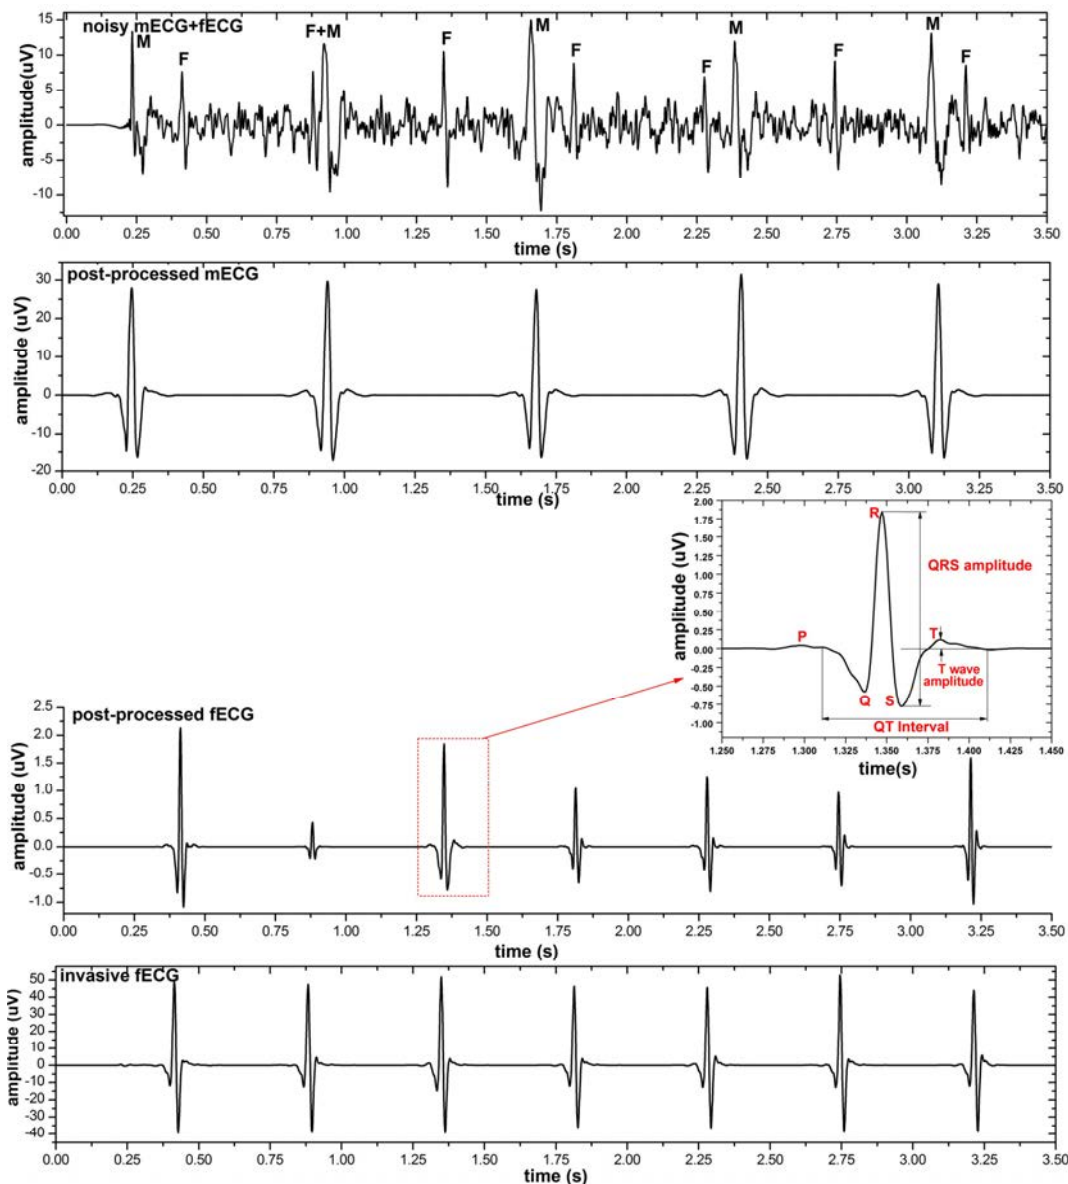 noisy mECG+fECG
M
F
F+M
F
M
F
F
M
F
M
F
15
10
5
0
-5
-10
amplitude(uV)
0.00 0.25 0.50 0.75 1.00 1.25 1.50 1.75 2.00 2.25 2.50 2.75 3.00 3.25 3.50
time (s)
post-processed mECG
30
20
10
0
-10
-20
amplitude (uV)
0.00 0.25 0.50 0.75 1.00 1.25 1.50 1.75 2.00 2.25 2.50 2.75 3.00 3.25 3.50
time (s)
2.00
1.75
1.50
1.25
1.00
0.75
0.50
0.25
0.00
-0.25
-0.50
-0.75
-1.00
amplitude (uV)
R
QRS amplitude
P
T
T wave
amplitude
Q
S
QT Interval
1.250 1.275 1.300 1.325 1.350 1.375 1.400 1.425 1.450
time(s)
post-processed fECG
2.5
2.0
1.5
1.0
0.5
0.0
-0.5
-1.0
amplitude (uV)
0.00 0.25 0.50 0.75 1.00 1.25 1.50 1.75 2.00 2.25 2.50 2.75 3.00 3.25 3.50
time (s)
invasive fECG
50
40
30
20
10
0
-10
-20
-30
-40
amplitude (uV)
0.00 0.25 0.50 0.75 1.00 1.25 1.50 1.75 2.00 2.25 2.50 2.75 3.00 3.25 3.50
time (s)